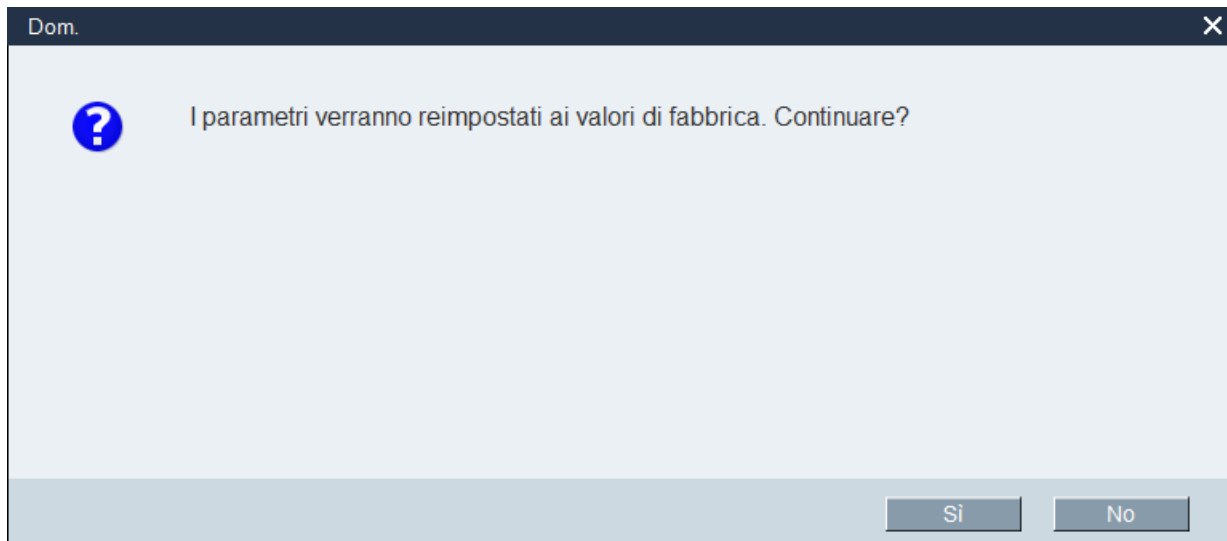 Dom.
I parametri verranno reimpostati ai valori di fabbrica. Continuare?
Sì
No